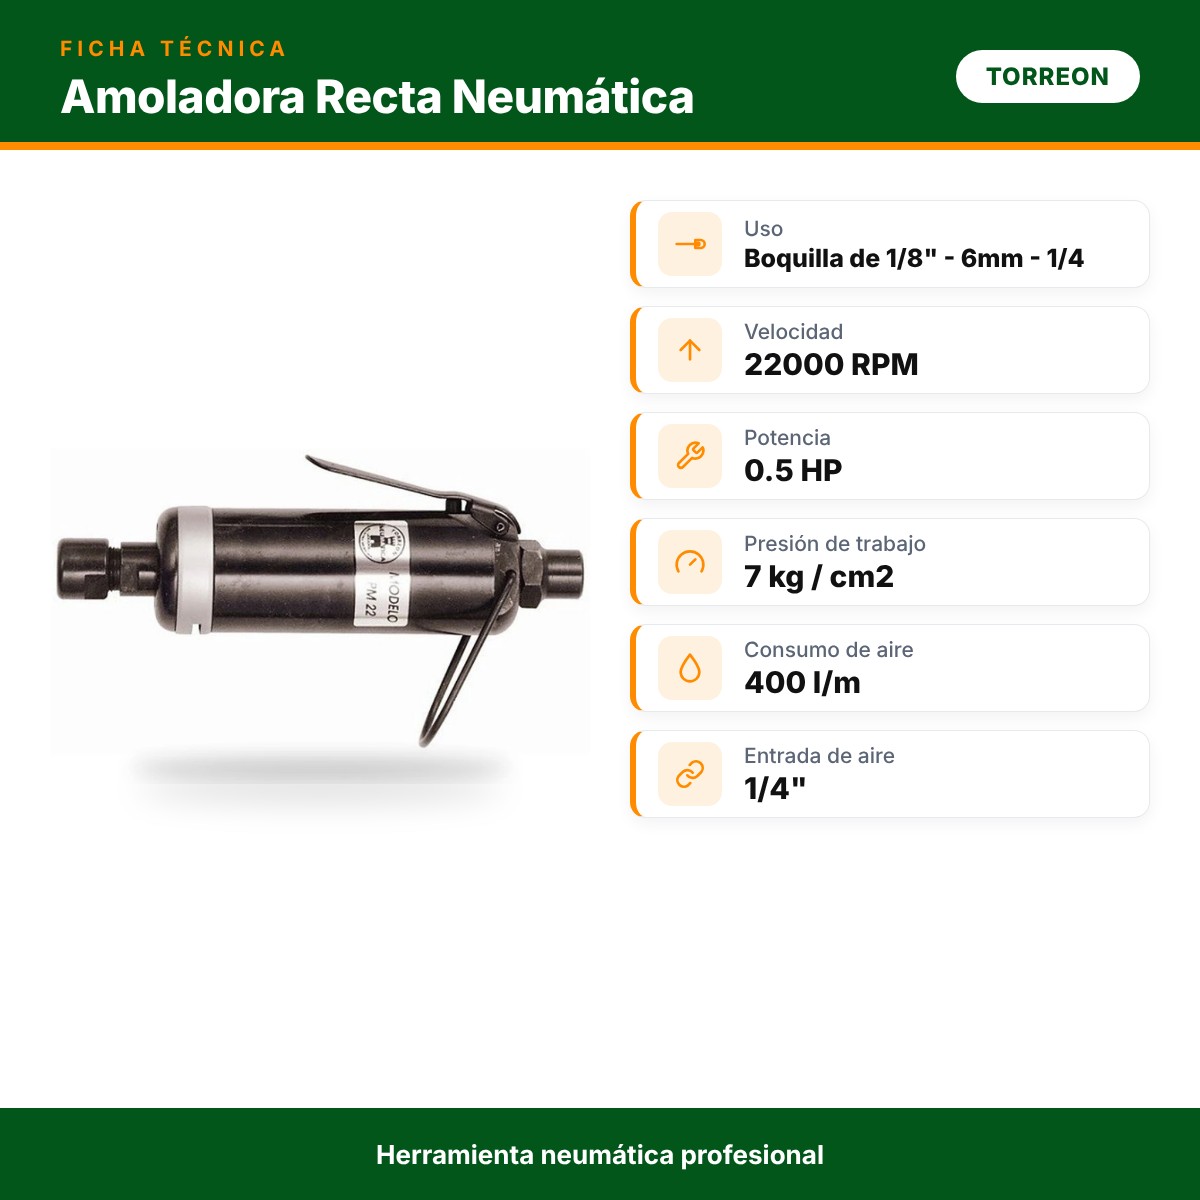 FICHA TÉCNICA
Amoladora Recta Neumática
TORREON
Uso
Boquilla de 1/8" - 6mm - 1/4
Velocidad
22000 RPM
Potencia
0.5 HP
Presión de trabajo
7 kg / cm2
Consumo de aire
400 l/m
Entrada de aire
1/4"
MODELO
PM 22
Herramienta neumática profesional